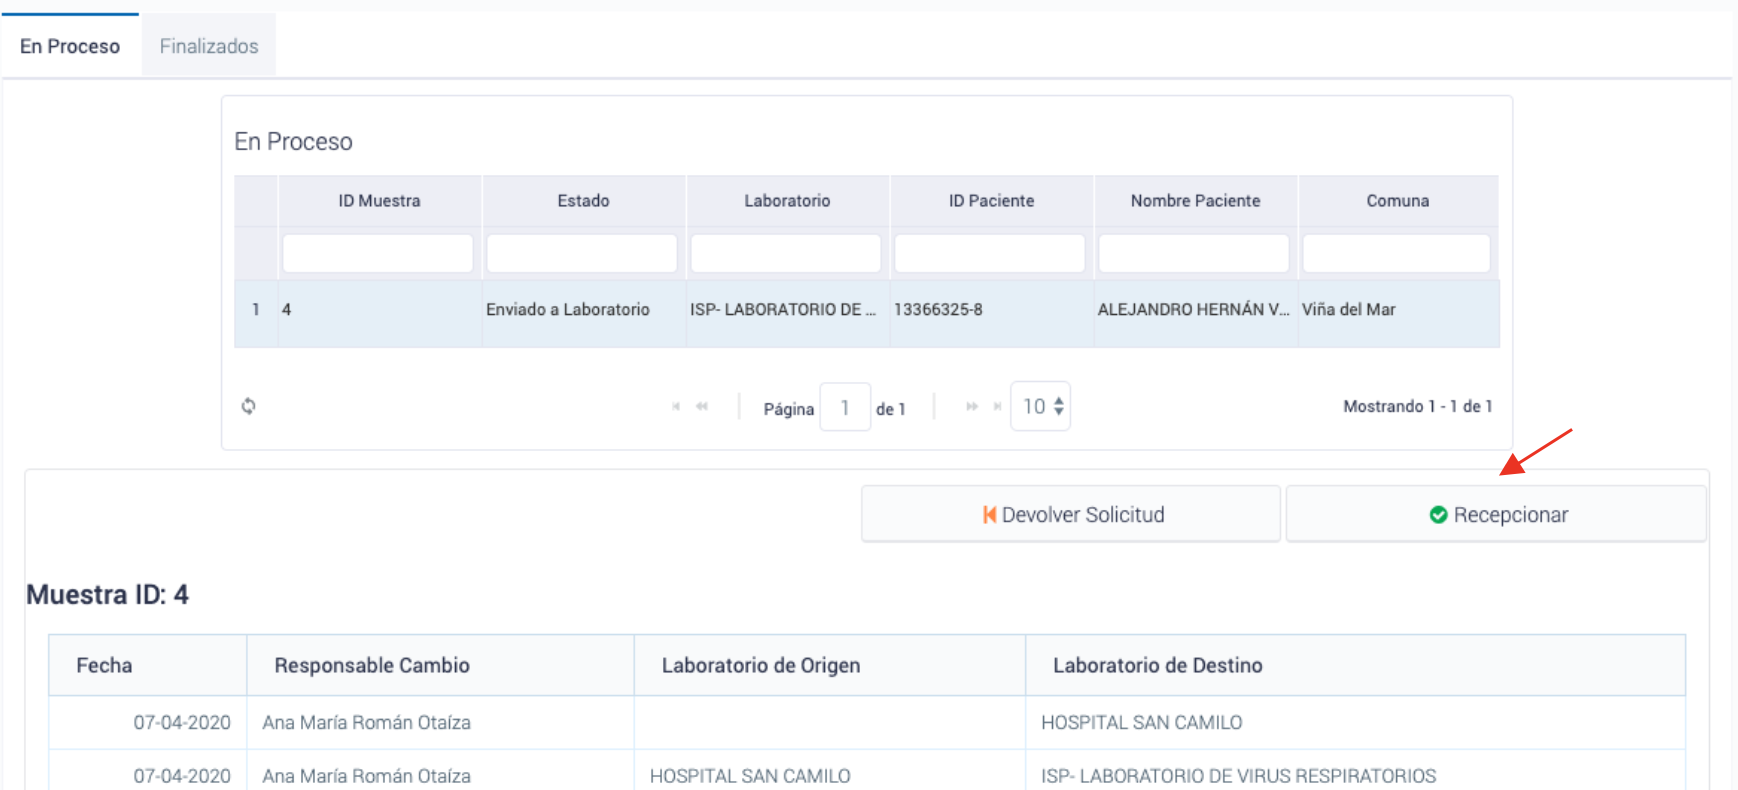 En Proceso Finalizados
En Proceso
ID Muestra Estado Laboratorio ID Paciente Nombre Paciente Comuna
1 4 Enviado a Laboratorio ISP- LABORATORIO DE ... 13366325-8 ALEJANDRO HERNÁN V... Viña del Mar
Página 1 de 1 10 Mostrando 1 - 1 de 1
Devolver Solicitud Recepcionar
Muestra ID: 4
Fecha Responsable Cambio Laboratorio de Origen Laboratorio de Destino
07-04-2020 Ana María Román Otaíza HOSPITAL SAN CAMILO
07-04-2020 Ana María Román Otaíza HOSPITAL SAN CAMILO ISP- LABORATORIO DE VIRUS RESPIRATORIOS